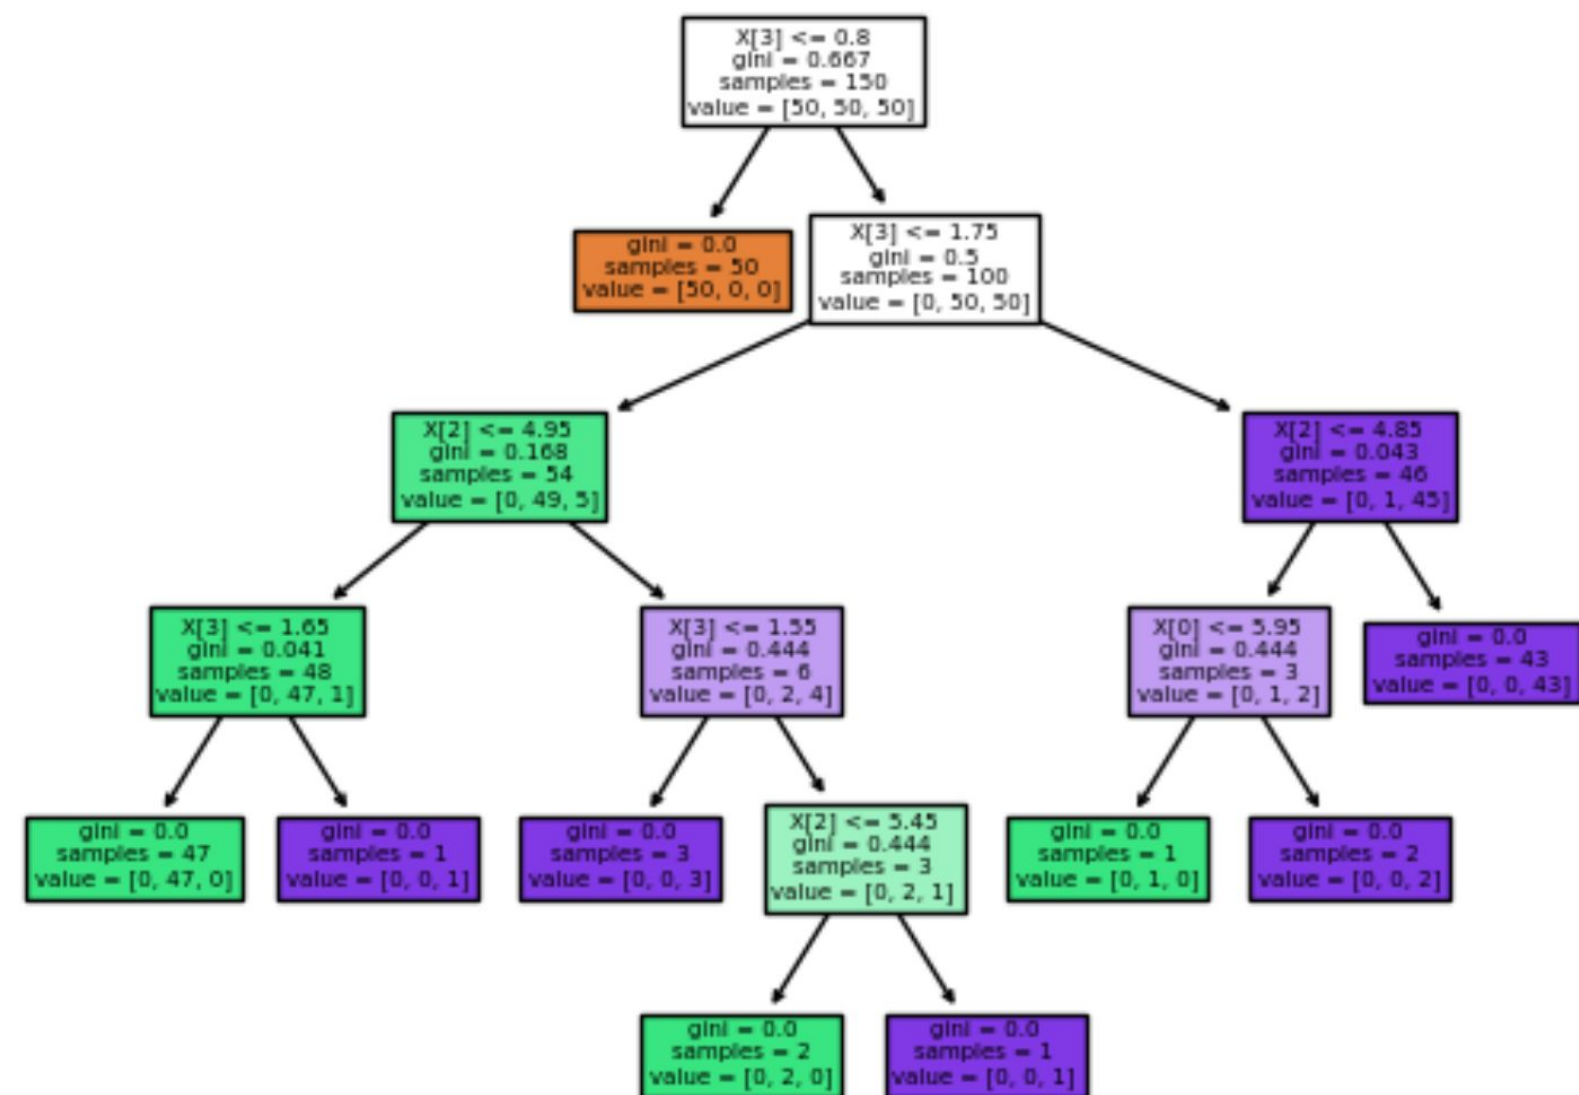 X[3] <= 0.8
gini = 0.667
samples = 150
value = [50, 50, 50]
gini = 0.0
samples = 50
value = [50, 0, 0]
X[3] <= 1.75
gini = 0.5
samples = 100
value = [0, 50, 50]
X[2] <= 4.95
gini = 0.168
samples = 54
value = [0, 49, 5]
X[2] <= 4.85
gini = 0.043
samples = 46
value = [0, 1, 45]
X[3] <= 1.65
gini = 0.041
samples = 48
value = [0, 47, 1]
X[3] <= 1.55
gini = 0.444
samples = 6
value = [0, 2, 4]
X[0] <= 5.95
gini = 0.444
samples = 3
value = [0, 1, 2]
gini = 0.0
samples = 43
value = [0, 0, 43]
gini = 0.0
samples = 47
value = [0, 47, 0]
gini = 0.0
samples = 1
value = [0, 0, 1]
gini = 0.0
samples = 3
value = [0, 0, 3]
X[2] <= 5.45
gini = 0.444
samples = 3
value = [0, 2, 1]
gini = 0.0
samples = 1
value = [0, 1, 0]
gini = 0.0
samples = 2
value = [0, 0, 2]
gini = 0.0
samples = 2
value = [0, 2, 0]
gini = 0.0
samples = 1
value = [0, 0, 1]